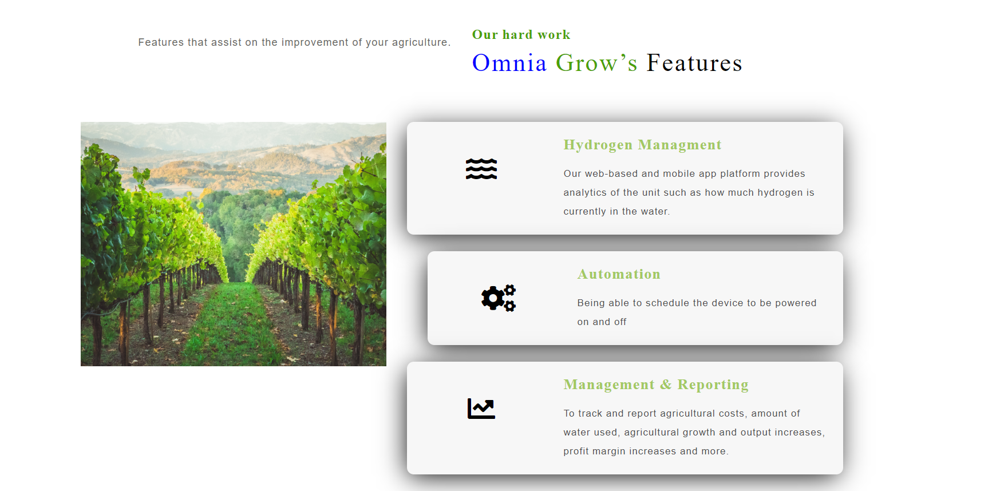 Features that assist on the improvement of your agriculture.
Our hard work
Omnia Grow’s Features
Hydrogen Managment
Our web-based and mobile app platform provides
analytics of the unit such as how much hydrogen is
currently in the water.
Automation
Being able to schedule the device to be powered
on and off
Management & Reporting
To track and report agricultural costs, amount of
water used, agricultural growth and output increases,
profit margin increases and more.